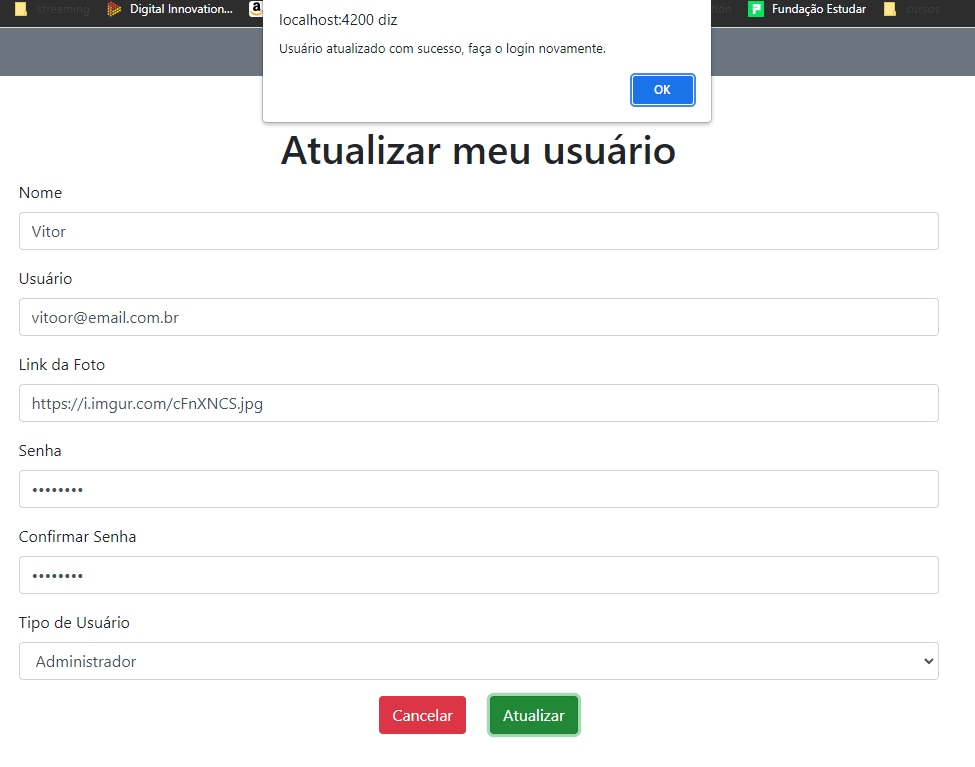 streaming Digital Innovation... Fundação Estudar cursos
localhost:4200 diz
Usuário atualizado com sucesso, faça o login novamente.
OK
Atualizar meu usuário
Nome
Vitor
Usuário
vitoor@email.com.br
Link da Foto
https://i.imgur.com/cFnXNCS.jpg
Senha
••••••••
Confirmar Senha
••••••••
Tipo de Usuário
Administrador
Cancelar Atualizar